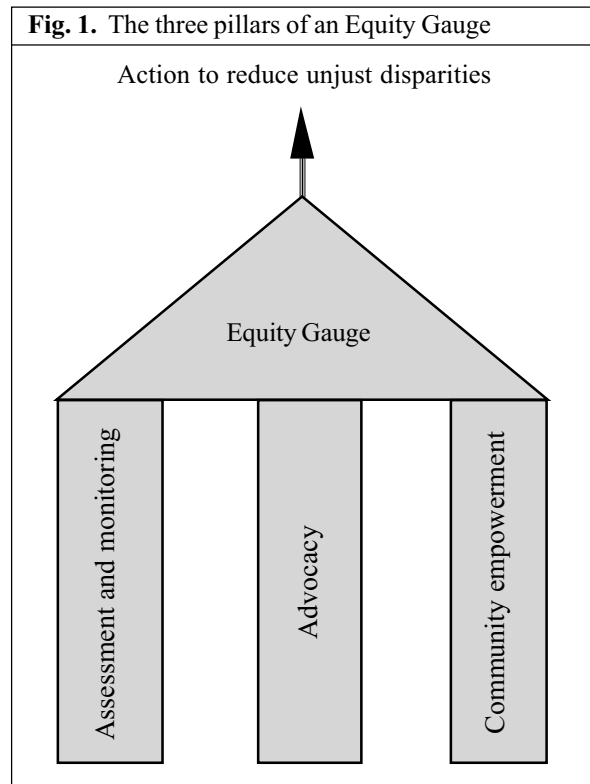 Fig. 1. The three pillars of an Equity Gauge
Action to reduce unjust disparities
Equity Gauge
Assessment and monitoring
Advocacy
Community empowerment